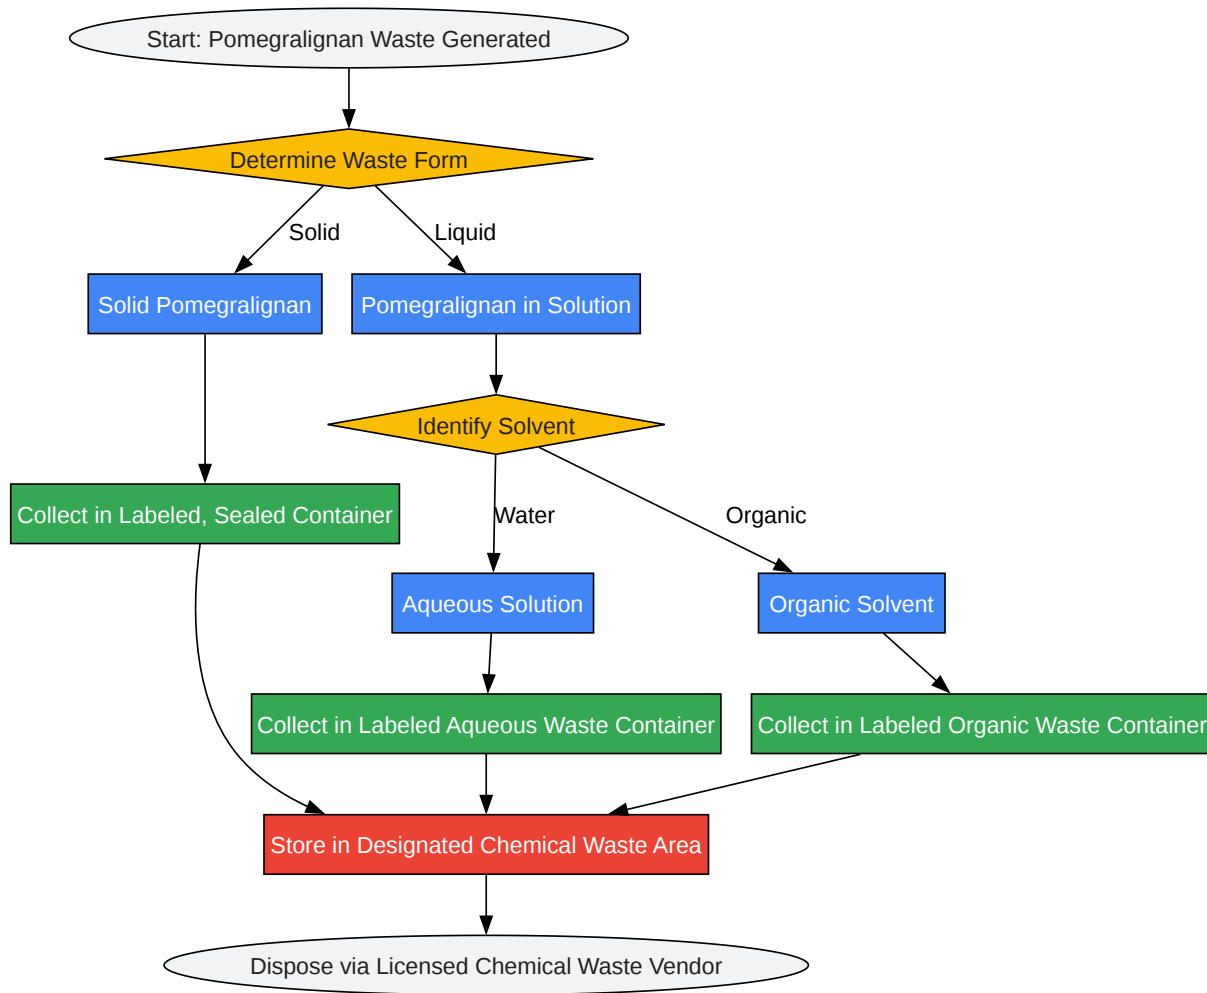 Start: Pomegralignan Waste Generated
Determine Waste Form
Solid
Liquid
Solid Pomegralignan
Pomegralignan in Solution
Identify Solvent
Collect in Labeled, Sealed Container
Water
Organic
Aqueous Solution
Organic Solvent
Collect in Labeled Aqueous Waste Container
Collect in Labeled Organic Waste Container
Store in Designated Chemical Waste Area
Dispose via Licensed Chemical Waste Vendor